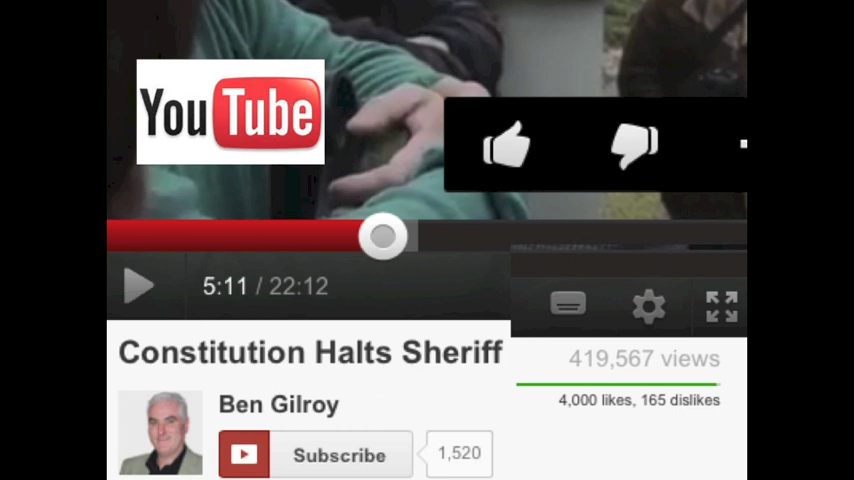 YouTube
5:11 / 22:12
Constitution Halts Sheriff
419,567 views
4,000 likes, 165 dislikes
Ben Gilroy
Subscribe
1,520